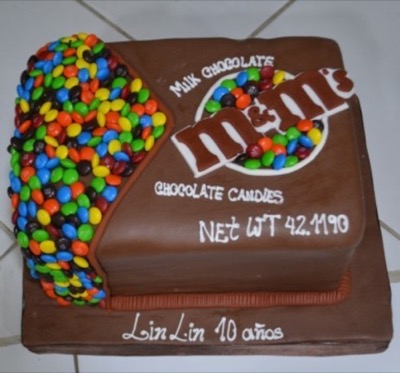 Milk Chocolate
m&m's
Chocolate Candies
Net WT 42.1190
Lin Lin 10 años